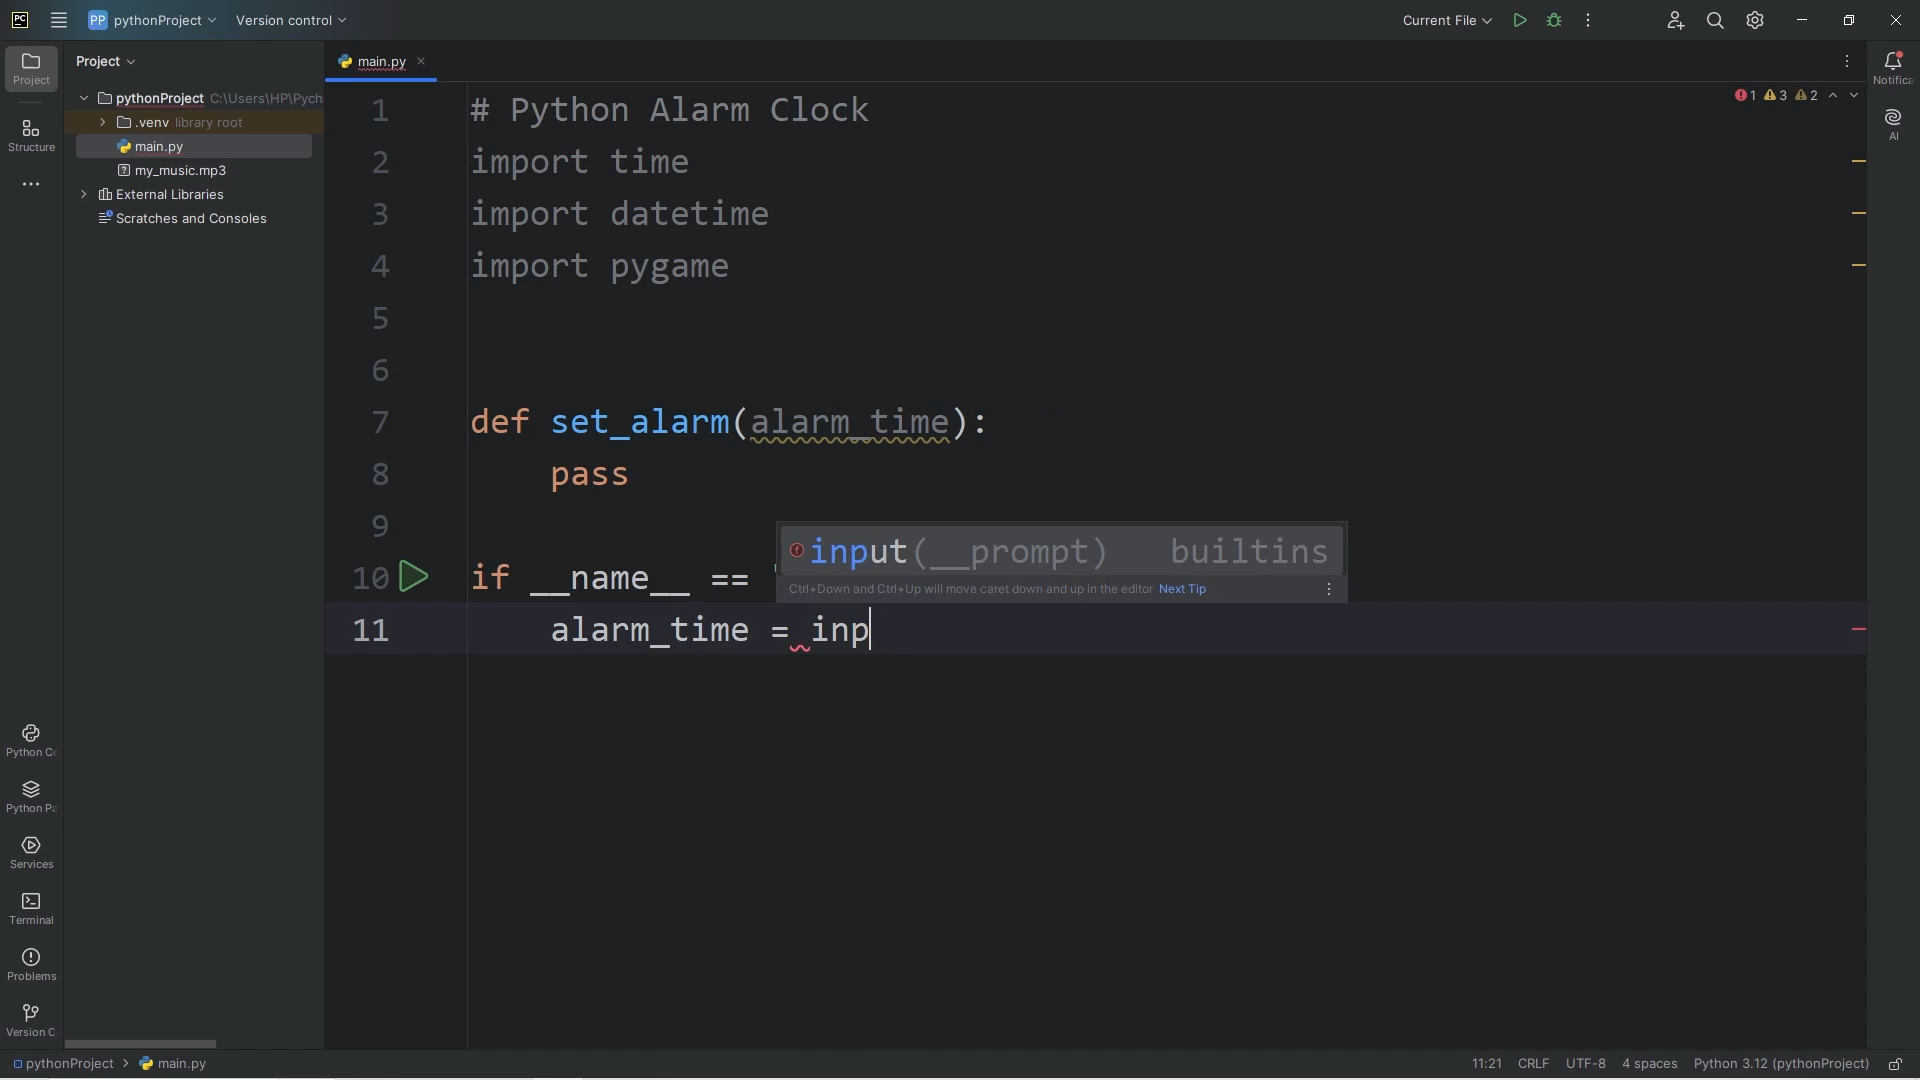 PC
PP pythonProject Version control Current File
Project
Project
pythonProject C:\Users\HP\Pych
.venv library root
main.py
my_music.mp3
External Libraries
Scratches and Consoles
Structure
main.py
1 3 2
Notifica
AI
1 # Python Alarm Clock
2 import time
3 import datetime
4 import pygame
5
6
7 def set_alarm(alarm_time):
8 pass
9
input(__prompt) builtins
10 if __name__ ==
Ctrl+Down and Ctrl+Up will move caret down and up in the editor Next Tip
11 alarm_time = inp
Python C
Python Pa
Services
Terminal
Problems
Version C
pythonProject > main.py 11:21 CRLF UTF-8 4 spaces Python 3.12 (pythonProject)